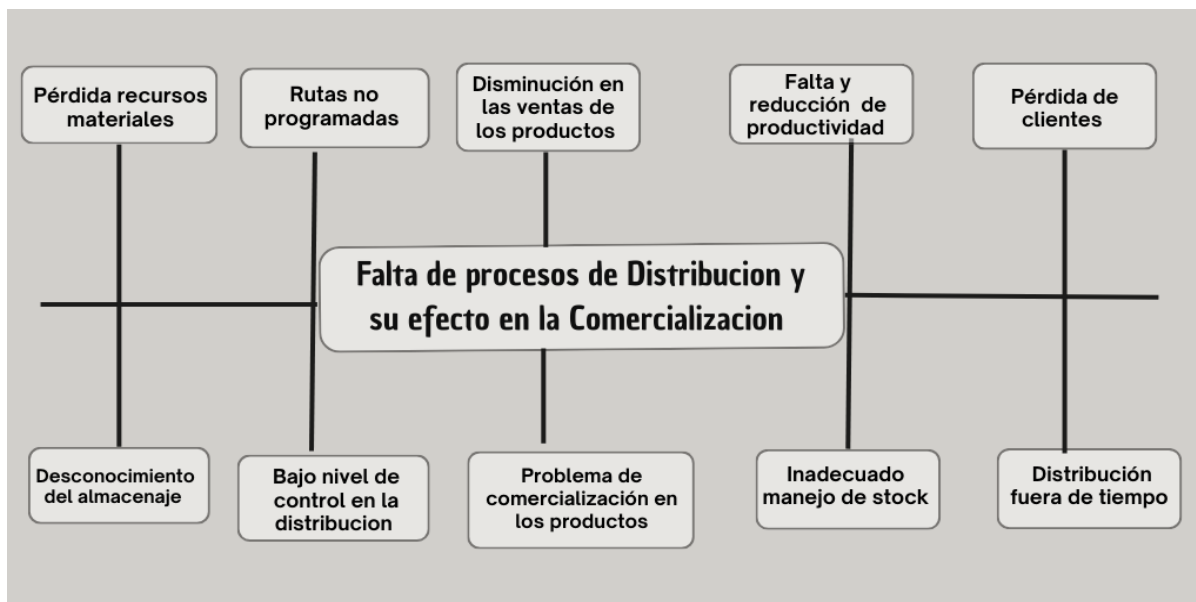 Pérdida recursos
materiales
Rutas no
programadas
Disminución en
las ventas de
los productos
Falta y
reducción de
productividad
Pérdida de
clientes
Falta de procesos de Distribucion y
su efecto en la Comercializacion
Desconocimiento
del almacenaje
Bajo nivel de
control en la
distribucion
Problema de
comercialización en
los productos
Inadecuado
manejo de stock
Distribución
fuera de tiempo